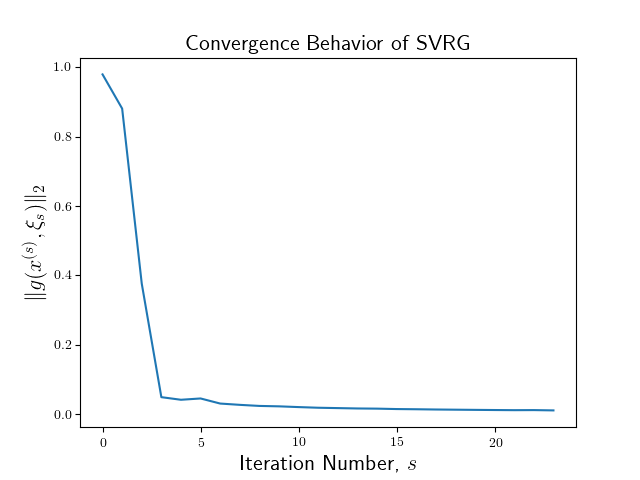 Convergence Behavior of SVRG
1.0
0.8
0.6
0.4
0.2
0.0
||g(x^{(s)}, ξ_s)||_2
0 5 10 15 20
Iteration Number, s